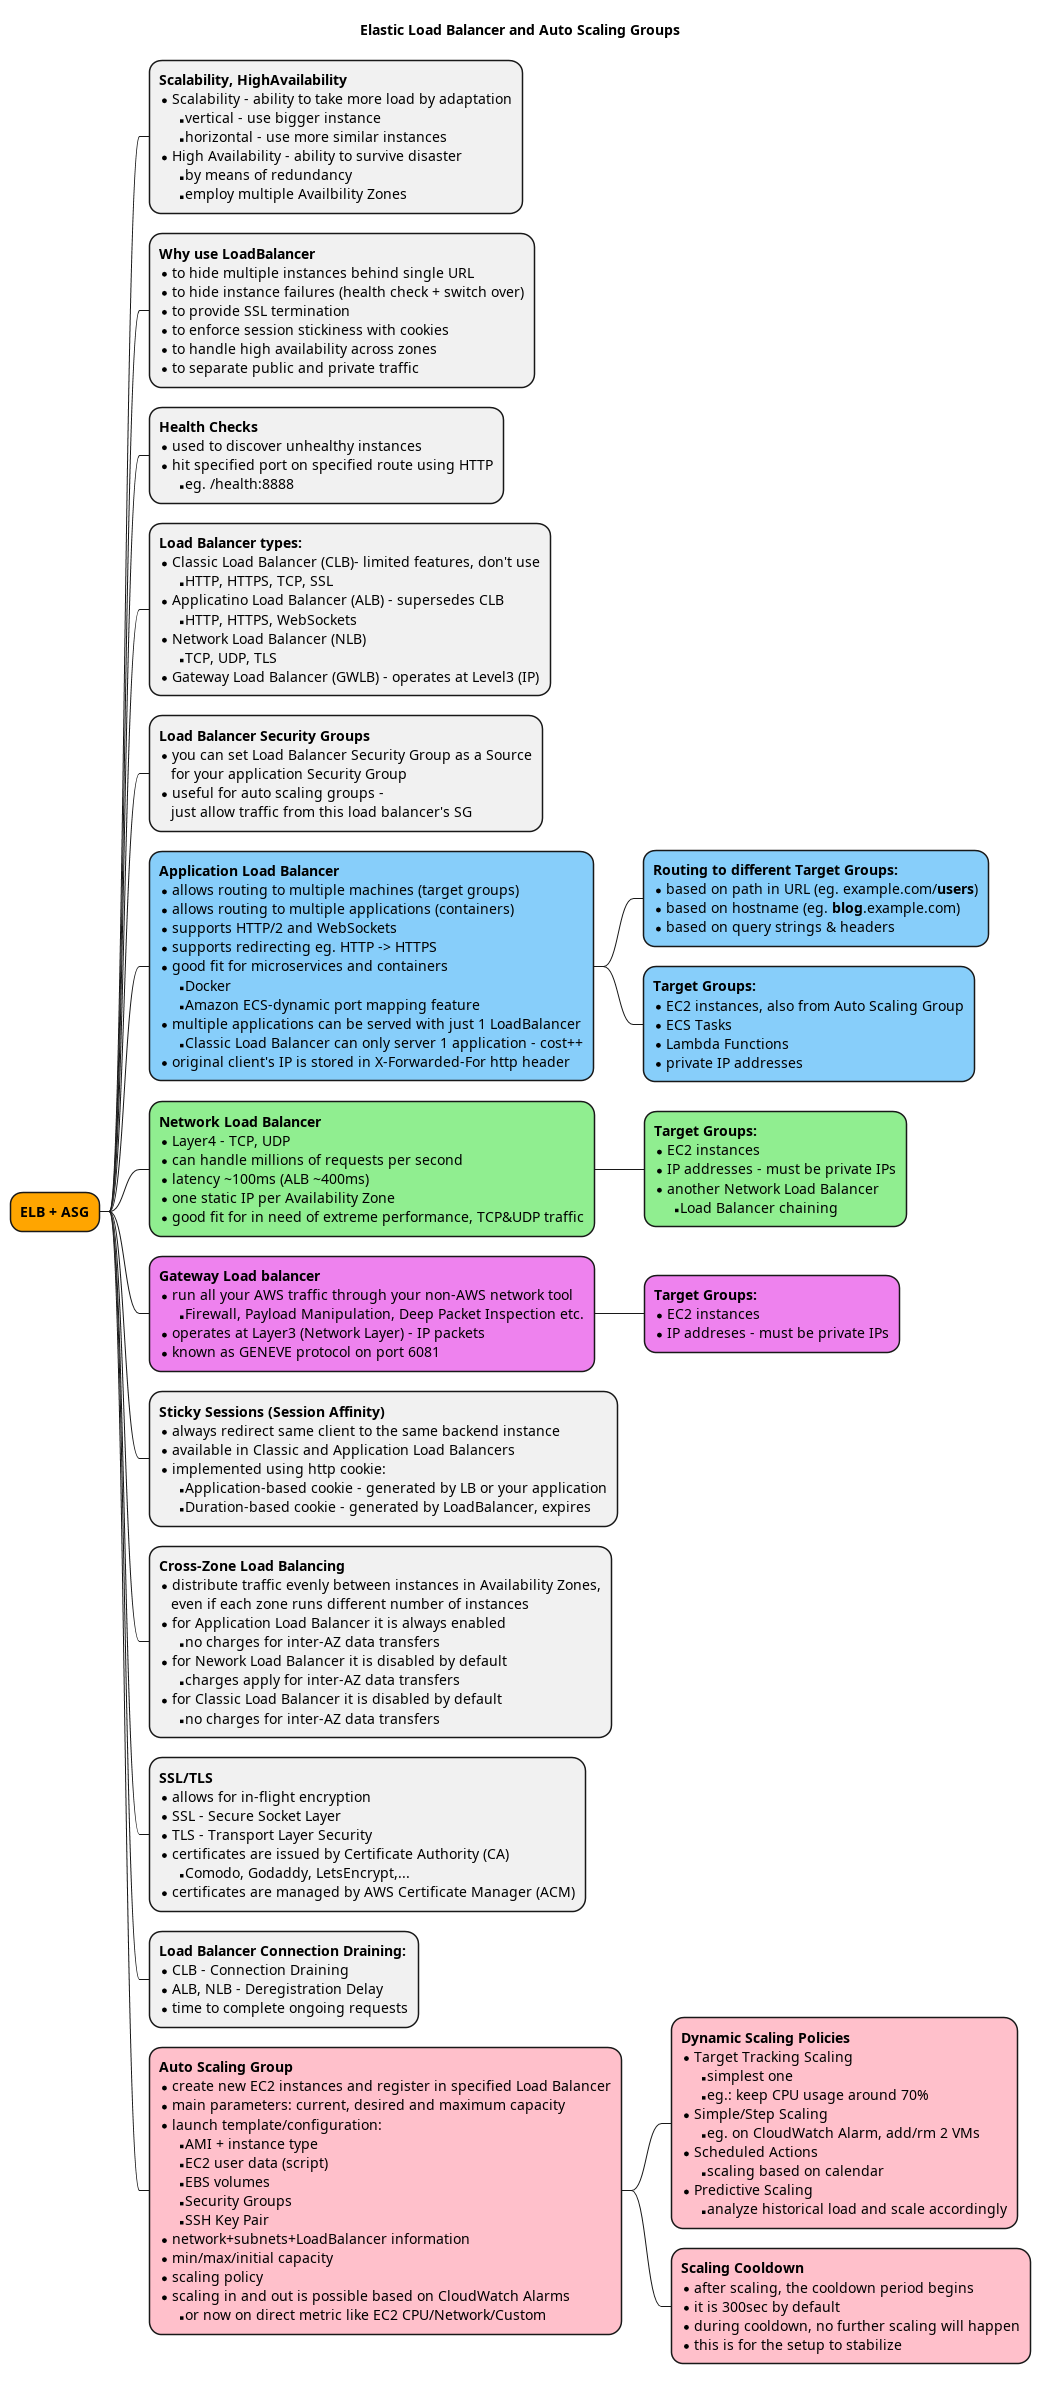 Elastic Load Balancer and Auto Scaling Groups
ELB + ASG
Scalability, HighAvailability
• Scalability - ability to take more load by adaptation
▪vertical - use bigger instance
▪horizontal - use more similar instances
• High Availability - ability to survive disaster
▪by means of redundancy
▪employ multiple Availbility Zones
Why use LoadBalancer
• to hide multiple instances behind single URL
• to hide instance failures (health check + switch over)
• to provide SSL termination
• to enforce session stickiness with cookies
• to handle high availability across zones
• to separate public and private traffic
Health Checks
• used to discover unhealthy instances
• hit specified port on specified route using HTTP
▪eg. /health:8888
Load Balancer types:
• Classic Load Balancer (CLB)- limited features, don't use
▪HTTP, HTTPS, TCP, SSL
• Applicatino Load Balancer (ALB) - supersedes CLB
▪HTTP, HTTPS, WebSockets
• Network Load Balancer (NLB)
▪TCP, UDP, TLS
• Gateway Load Balancer (GWLB) - operates at Level3 (IP)
Load Balancer Security Groups
• you can set Load Balancer Security Group as a Source
for your application Security Group
• useful for auto scaling groups -
just allow traffic from this load balancer's SG
Application Load Balancer
• allows routing to multiple machines (target groups)
• allows routing to multiple applications (containers)
• supports HTTP/2 and WebSockets
• supports redirecting eg. HTTP -> HTTPS
• good fit for microservices and containers
▪Docker
▪Amazon ECS-dynamic port mapping feature
• multiple applications can be served with just 1 LoadBalancer
▪Classic Load Balancer can only server 1 application - cost++
• original client's IP is stored in X-Forwarded-For http header
Routing to different Target Groups:
• based on path in URL (eg. example.com/users)
• based on hostname (eg. blog.example.com)
• based on query strings & headers
Target Groups:
• EC2 instances, also from Auto Scaling Group
• ECS Tasks
• Lambda Functions
• private IP addresses
Network Load Balancer
• Layer4 - TCP, UDP
• can handle millions of requests per second
• latency ~100ms (ALB ~400ms)
• one static IP per Availability Zone
• good fit for in need of extreme performance, TCP&UDP traffic
Target Groups:
• EC2 instances
• IP addresses - must be private IPs
• another Network Load Balancer
▪Load Balancer chaining
Gateway Load balancer
• run all your AWS traffic through your non-AWS network tool
▪Firewall, Payload Manipulation, Deep Packet Inspection etc.
• operates at Layer3 (Network Layer) - IP packets
• known as GENEVE protocol on port 6081
Target Groups:
• EC2 instances
• IP addreses - must be private IPs
Sticky Sessions (Session Affinity)
• always redirect same client to the same backend instance
• available in Classic and Application Load Balancers
• implemented using http cookie:
▪Application-based cookie - generated by LB or your application
▪Duration-based cookie - generated by LoadBalancer, expires
Cross-Zone Load Balancing
• distribute traffic evenly between instances in Availability Zones,
even if each zone runs different number of instances
• for Application Load Balancer it is always enabled
▪no charges for inter-AZ data transfers
• for Nework Load Balancer it is disabled by default
▪charges apply for inter-AZ data transfers
• for Classic Load Balancer it is disabled by default
▪no charges for inter-AZ data transfers
SSL/TLS
• allows for in-flight encryption
• SSL - Secure Socket Layer
• TLS - Transport Layer Security
• certificates are issued by Certificate Authority (CA)
▪Comodo, Godaddy, LetsEncrypt,...
• certificates are managed by AWS Certificate Manager (ACM)
Load Balancer Connection Draining:
• CLB - Connection Draining
• ALB, NLB - Deregistration Delay
• time to complete ongoing requests
Auto Scaling Group
• create new EC2 instances and register in specified Load Balancer
• main parameters: current, desired and maximum capacity
• launch template/configuration:
▪AMI + instance type
▪EC2 user data (script)
▪EBS volumes
▪Security Groups
▪SSH Key Pair
• network+subnets+LoadBalancer information
• min/max/initial capacity
• scaling policy
• scaling in and out is possible based on CloudWatch Alarms
▪or now on direct metric like EC2 CPU/Network/Custom
Dynamic Scaling Policies
• Target Tracking Scaling
▪simplest one
▪eg.: keep CPU usage around 70%
• Simple/Step Scaling
▪eg. on CloudWatch Alarm, add/rm 2 VMs
• Scheduled Actions
▪scaling based on calendar
• Predictive Scaling
▪analyze historical load and scale accordingly
Scaling Cooldown
• after scaling, the cooldown period begins
• it is 300sec by default
• during cooldown, no further scaling will happen
• this is for the setup to stabilize